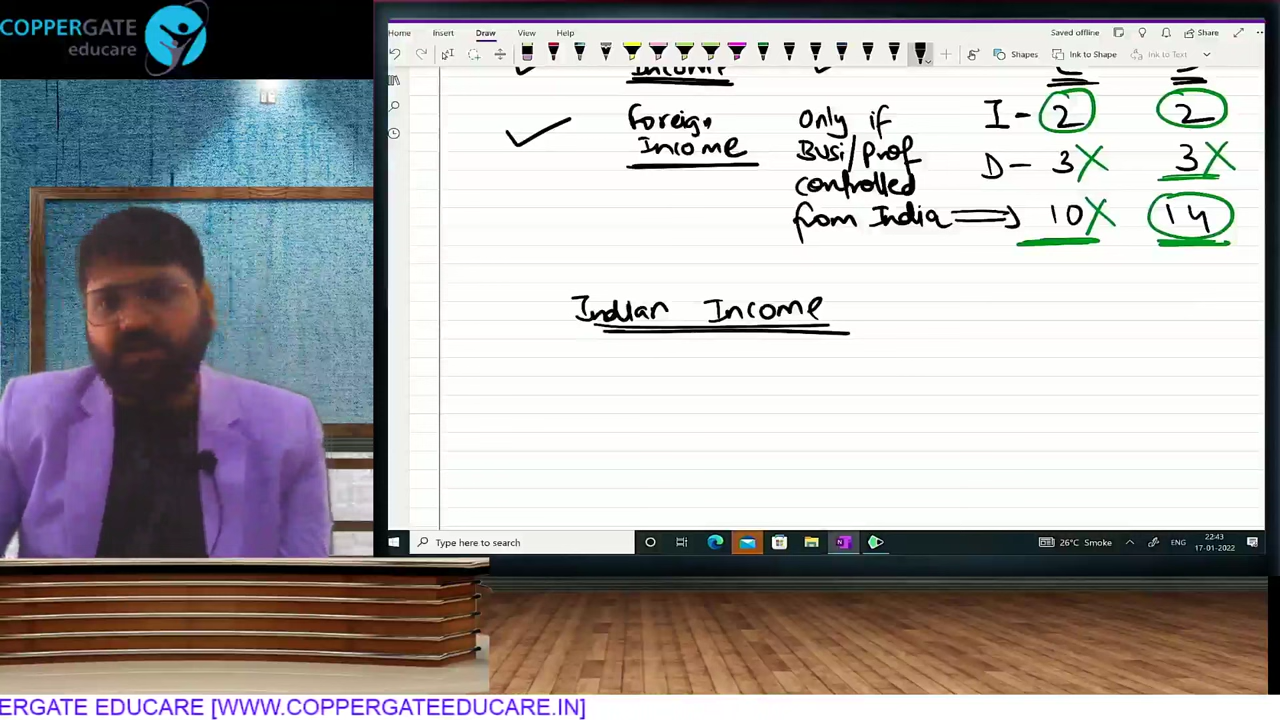 COPPERGATE
educare
Home Insert Draw View Help
Saved offline
Share
Shapes
Ink to Shape
Ink to Text
Income
Foreign
Income
Only if
Busi/Prof
controlled
from India
I - 2 2
D - 3 X 3 X
10 X 14
Indian Income
Type here to search
26°C Smoke
ENG
22:43
17-01-2022
ERGATE EDUCARE [WWW.COPPERGATEEDUCARE.IN]